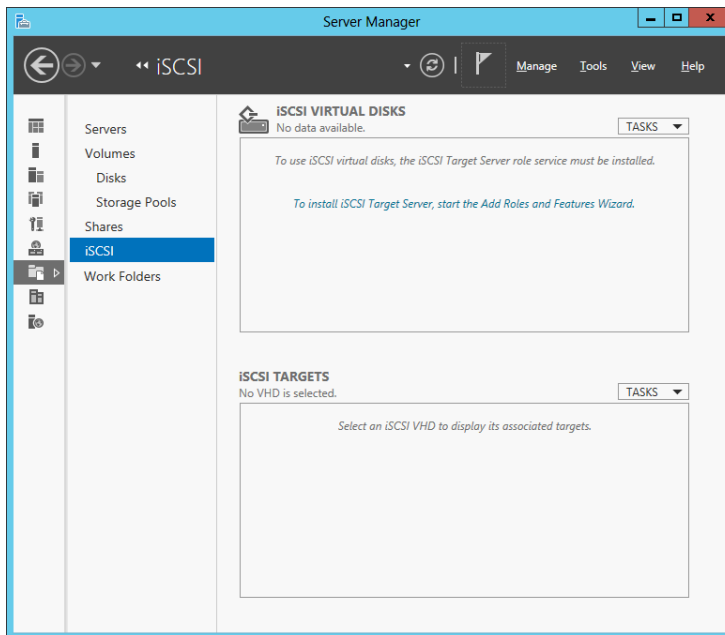 Server Manager
iSCSI
Manage Tools View Help
Servers
Volumes
Disks
Storage Pools
Shares
iSCSI
Work Folders
iSCSI VIRTUAL DISKS
No data available.
TASKS
To use iSCSI virtual disks, the iSCSI Target Server role service must be installed.
To install iSCSI Target Server, start the Add Roles and Features Wizard.
iSCSI TARGETS
No VHD is selected.
TASKS
Select an iSCSI VHD to display its associated targets.